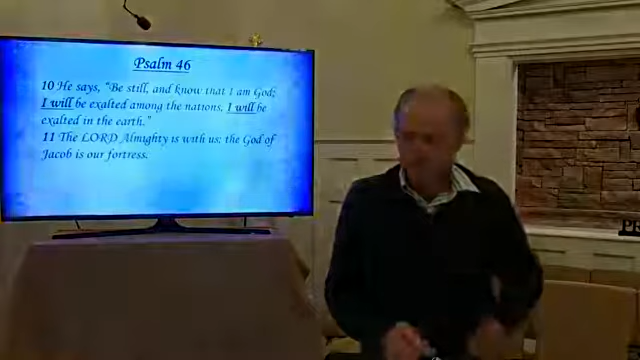 Psalm 46
10 He says, "Be still, and know that I am God;
I will be exalted among the nations, I will be
exalted in the earth."
11 The LORD Almighty is with us; the God of
Jacob is our fortress.